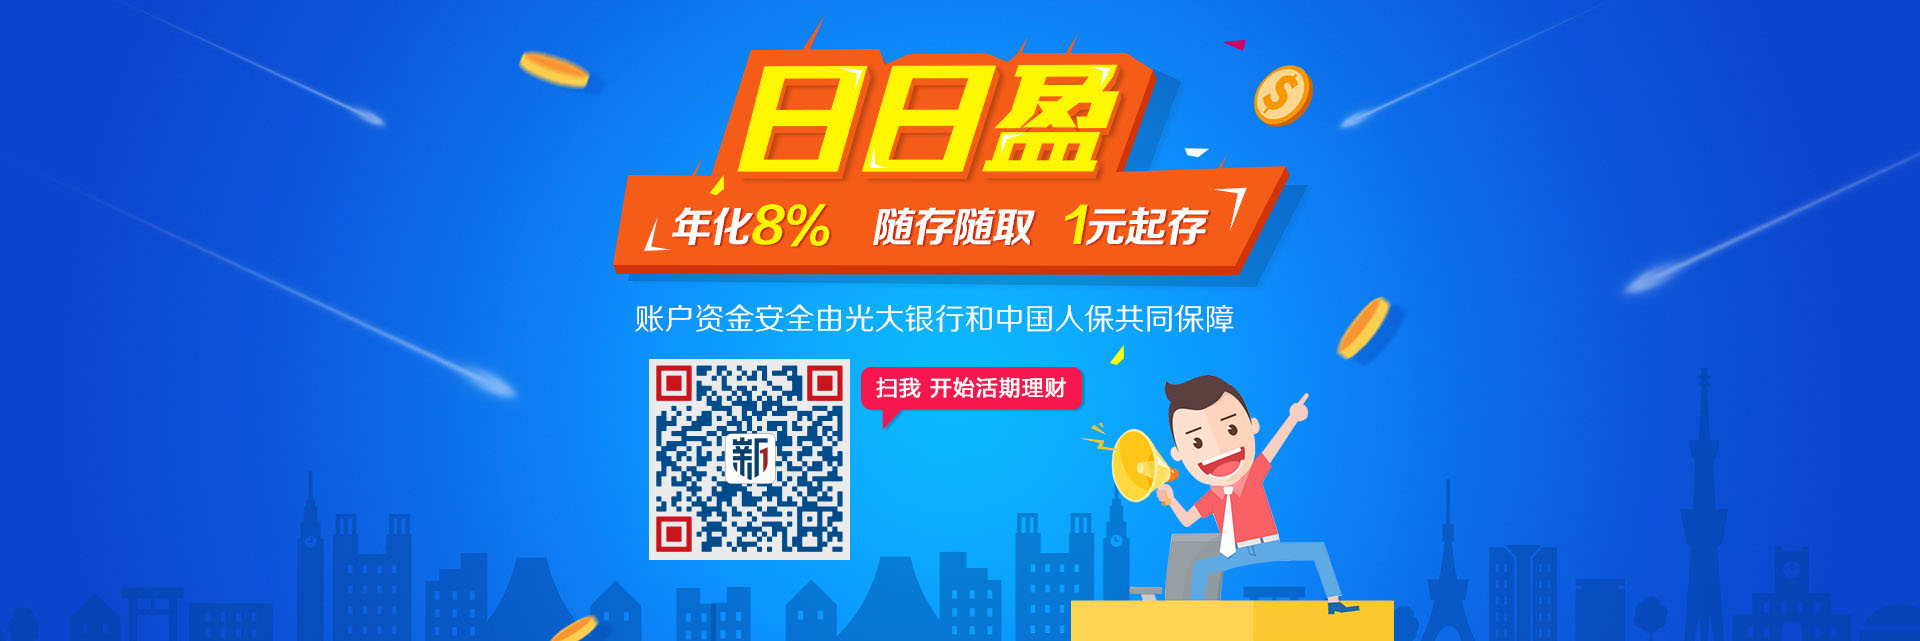 日日盈
年化8% 随存随取 1元起存
账户资金安全由光大银行和中国人保共同保障
扫我 开始活期理财
新